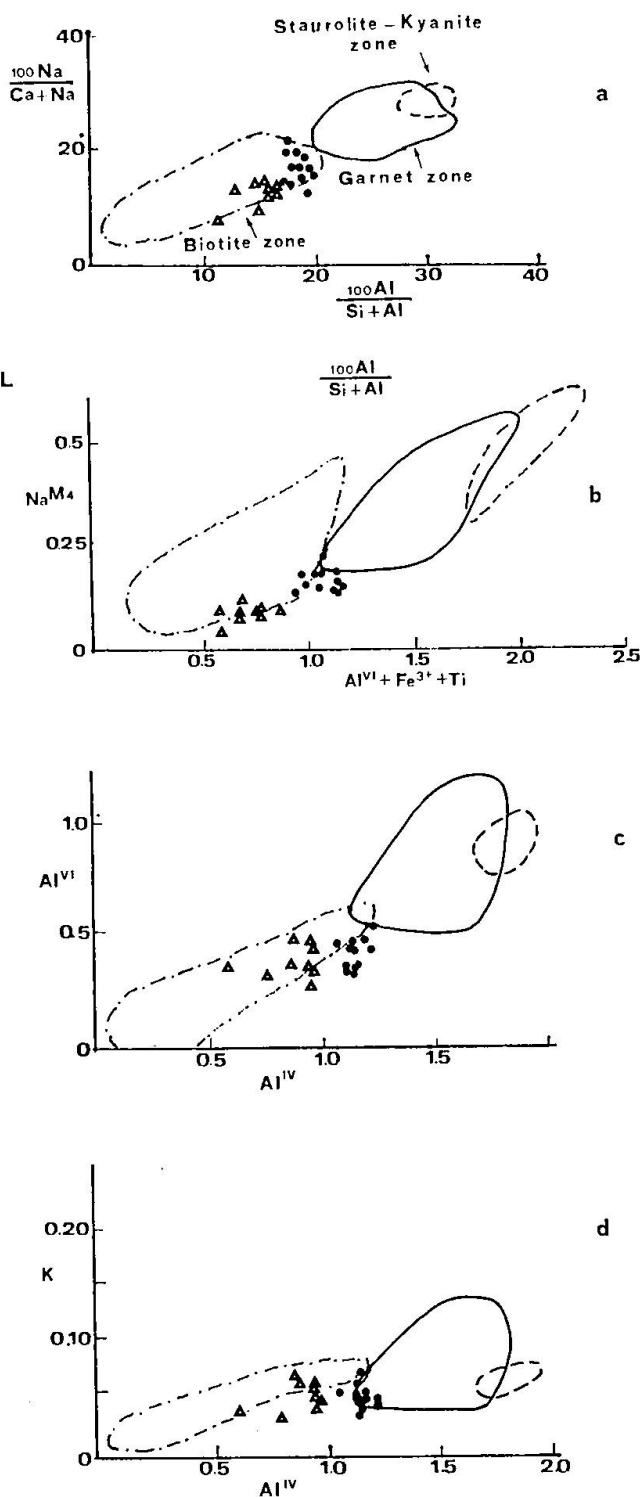 Staurolite – Kyanite
zone
40
100Na
Ca+Na
a
20
Garnet zone
Biotite zone
0
10 20 30 40
100Al
Si+Al
L
100Al
Si+Al
0.5
NaM4
b
0.25
0
0.5 1.0 1.5 2.0 2.5
AlVI + Fe3+ + Ti
1.0
c
AlVI
0.5
0
0.5 1.0 1.5
AlIV
0.20
d
K
0.10
0
0.5 1.0 1.5 2.0
AlIV